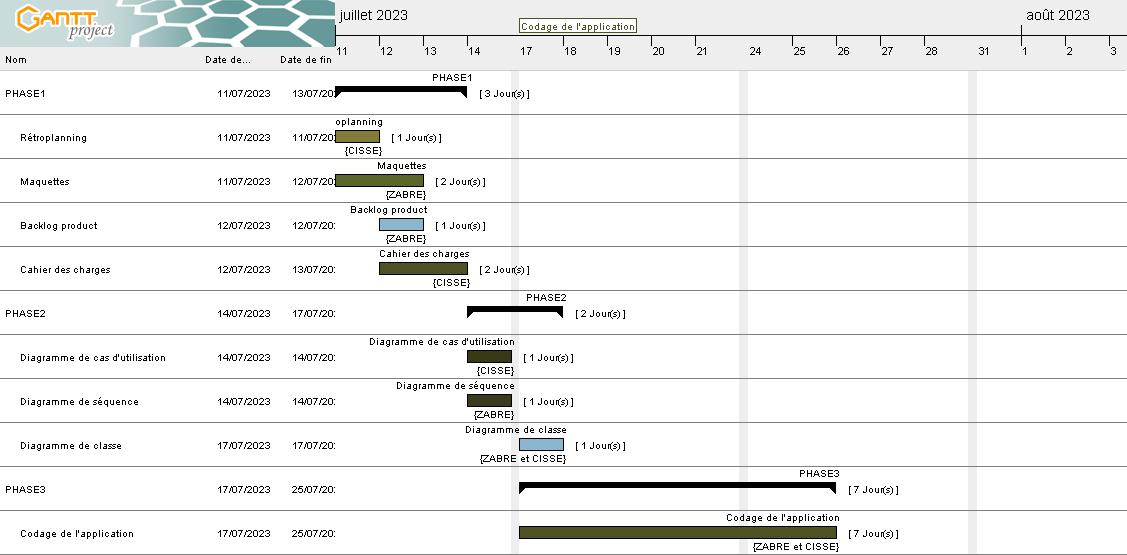 GANTT
project
juillet 2023
août 2023
Codage de l'application
11 12 13 14 17 18 19 20 21 24 25 26 27 28 31 1 2 3
Nom Date de... Date de fin
PHASE1
PHASE1 11/07/2023 13/07/20 [ 3 Jour(s) ]
oplanning
Rétroplanning 11/07/2023 11/07/20 [ 1 Jour(s) ]
{CISSE}
Maquettes
Maquettes 11/07/2023 12/07/20 [ 2 Jour(s) ]
{ZABRE}
Backlog product
Backlog product 12/07/2023 12/07/20 [ 1 Jour(s) ]
{ZABRE}
Cahier des charges
Cahier des charges 12/07/2023 13/07/20 [ 2 Jour(s) ]
{CISSE}
PHASE2
PHASE2 14/07/2023 17/07/20 [ 2 Jour(s) ]
Diagramme de cas d'utilisation
Diagramme de cas d'utilisation 14/07/2023 14/07/20 [ 1 Jour(s) ]
{CISSE}
Diagramme de séquence
Diagramme de séquence 14/07/2023 14/07/20 [ 1 Jour(s) ]
{ZABRE}
Diagramme de classe
Diagramme de classe 17/07/2023 17/07/20 [ 1 Jour(s) ]
{ZABRE et CISSE}
PHASE3
PHASE3 17/07/2023 25/07/20 [ 7 Jour(s) ]
Codage de l'application
Codage de l'application 17/07/2023 25/07/20 [ 7 Jour(s) ]
{ZABRE et CISSE}